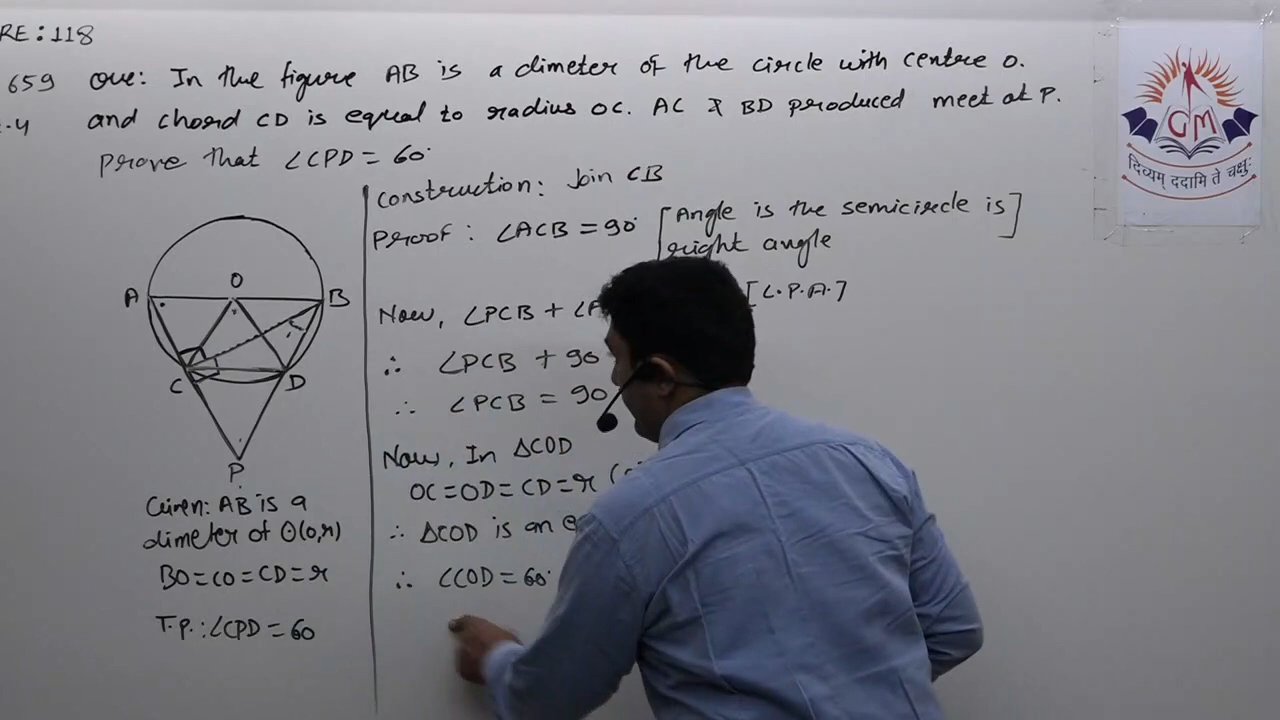 RE: 118
659 Que: In the figure AB is a dimeter of the circle with centre O.
.4 and chord CD is equal to radius OC. AC & BD produced meet at P.
Prove that ∠CPD = 60°
Construction: Join CB
Proof: ∠ACB = 90° [Angle is the semicircle is]
right angle
[L.P.A.]
Now, ∠PCB + ∠A
∴ ∠PCB + 90
∴ ∠PCB = 90
Now, In ΔCOD
OC = OD = CD = r
∴ ΔCOD is an
∴ ∠COD = 60°
A O B
C D
P
Given: AB is a
dimeter of ⊙(O,r)
BO = CO = CD = r
T.P.: ∠CPD = 60
GM
दिव्यम् ददामि ते चक्षुः